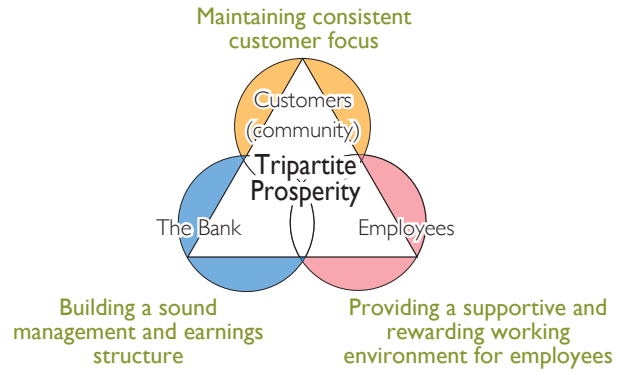 Maintaining consistent
customer focus
Customers
(community)
Tripartite
Prosperity
The Bank
Employees
Building a sound
management and earnings
structure
Providing a supportive and
rewarding working
environment for employees